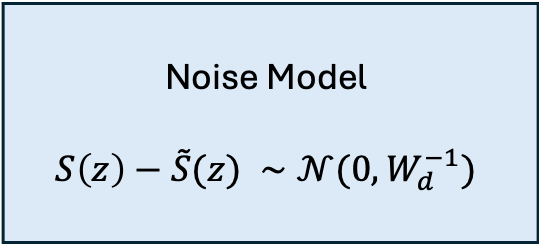 Noise Model
S(z) − S̃(z) ~ 𝒩(0, W_d^{-1})